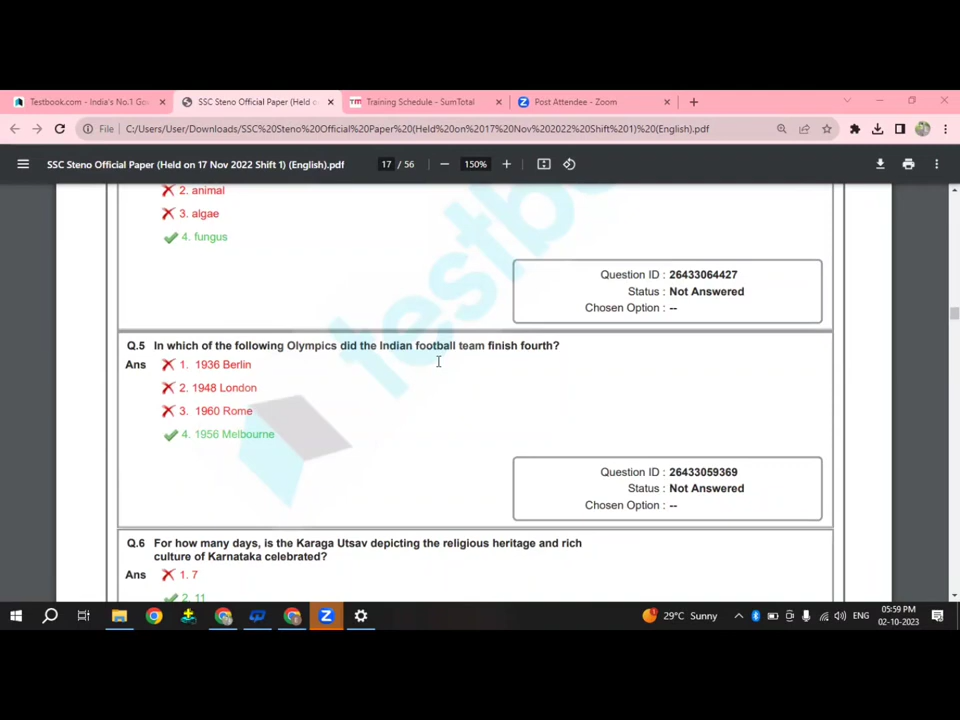 Testbook.com - India's No.1 Go
SSC Steno Official Paper (Held o
Training Schedule - SumTotal
Post Attendee - Zoom
File C:/Users/User/Downloads/SSC%20Steno%20Official%20Paper%20(Held%20on%2017%20Nov%202022%20Shift%201)%20(English).pdf
SSC Steno Official Paper (Held on 17 Nov 2022 Shift 1) (English).pdf 17 / 56 150%
2. animal
3. algae
4. fungus
Question ID : 26433064427
Status : Not Answered
Chosen Option : --
Q.5 In which of the following Olympics did the Indian football team finish fourth?
Ans 1. 1936 Berlin
2. 1948 London
3. 1960 Rome
4. 1956 Melbourne
Question ID : 26433059369
Status : Not Answered
Chosen Option : --
Q.6 For how many days, is the Karaga Utsav depicting the religious heritage and rich
culture of Karnataka celebrated?
Ans 1. 7
2. 11
testb
29°C Sunny ENG 05:59 PM
02-10-2023